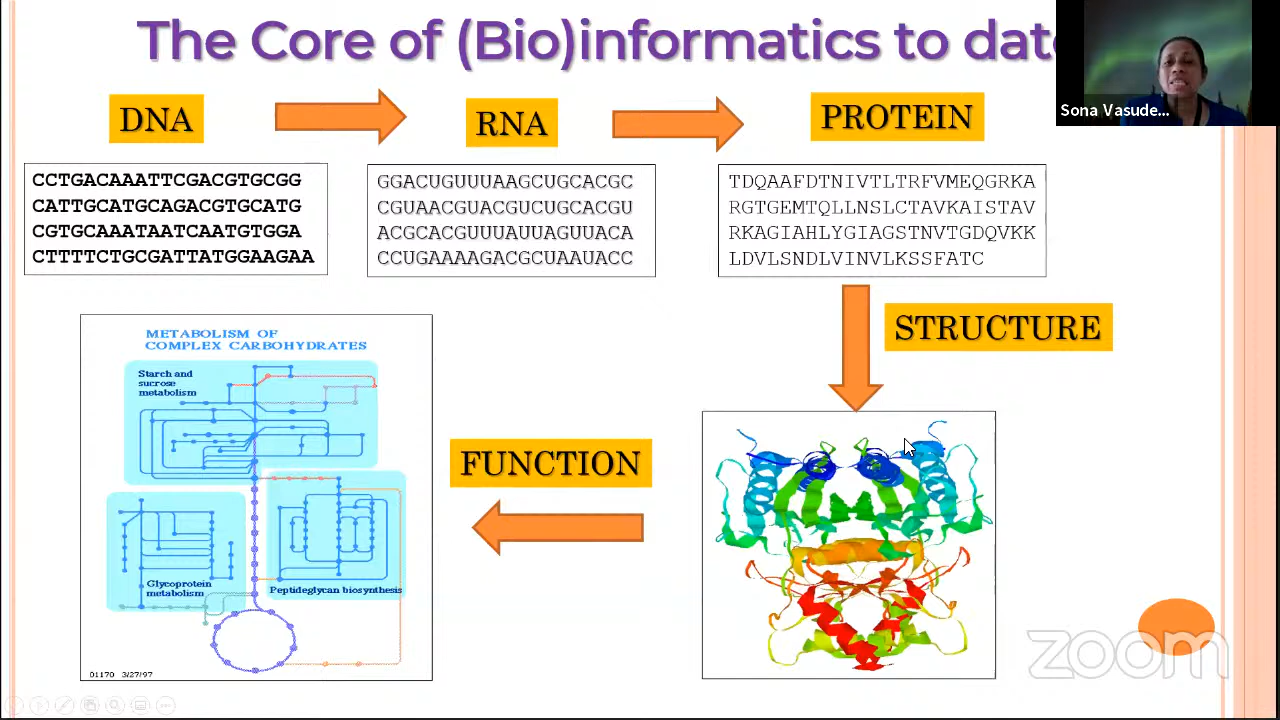 The Core of (Bio)informatics to date
Sona Vasude...
DNA
RNA
PROTEIN
CCTGACAAATTCGACGTGCGG
CATTGCATGCAGACGTGCATG
CGTGCAAATAATCAATGTGGA
CTTTTCTGCGATTATGGAAGAA
GGACUGUUUAAGCUGCACGC
CGUAACGUACGUCUGCACGU
ACGCACGUUUAUUAGUUACA
CCUGAAAAGACGCUAAUACC
TDQAAFDTNIVTLTRFVMEQGRKA
RGTGEMTQLLNSLCTAVKAISTAV
RKAGIAHLYGIAGSTNVTGDQVKK
LDVLSNDLVINVLKSSFATC
STRUCTURE
METABOLISM OF
COMPLEX CARBOHYDRATES
Starch and
sucrose
metabolism
Glycoprotein
metabolism
Peptideglycan biosynthesis
01170 3/27/97
FUNCTION
zoom